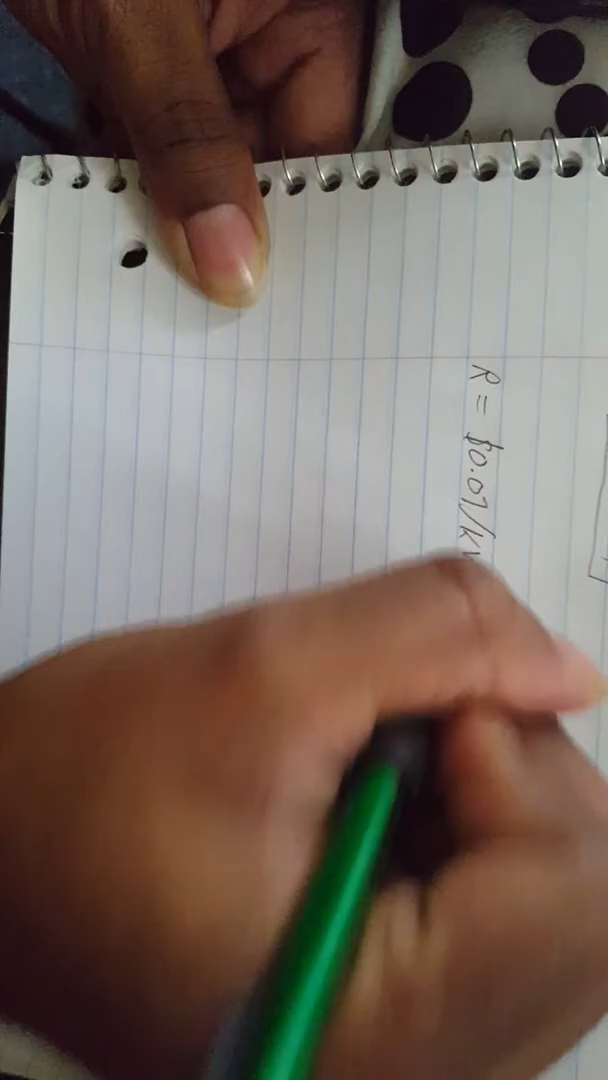 R = $0.07/k